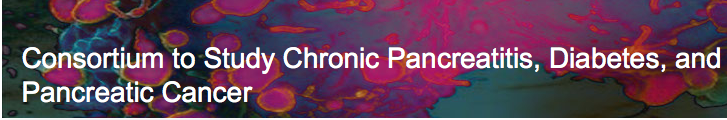 Consortium to Study Chronic Pancreatitis, Diabetes, and
Pancreatic Cancer